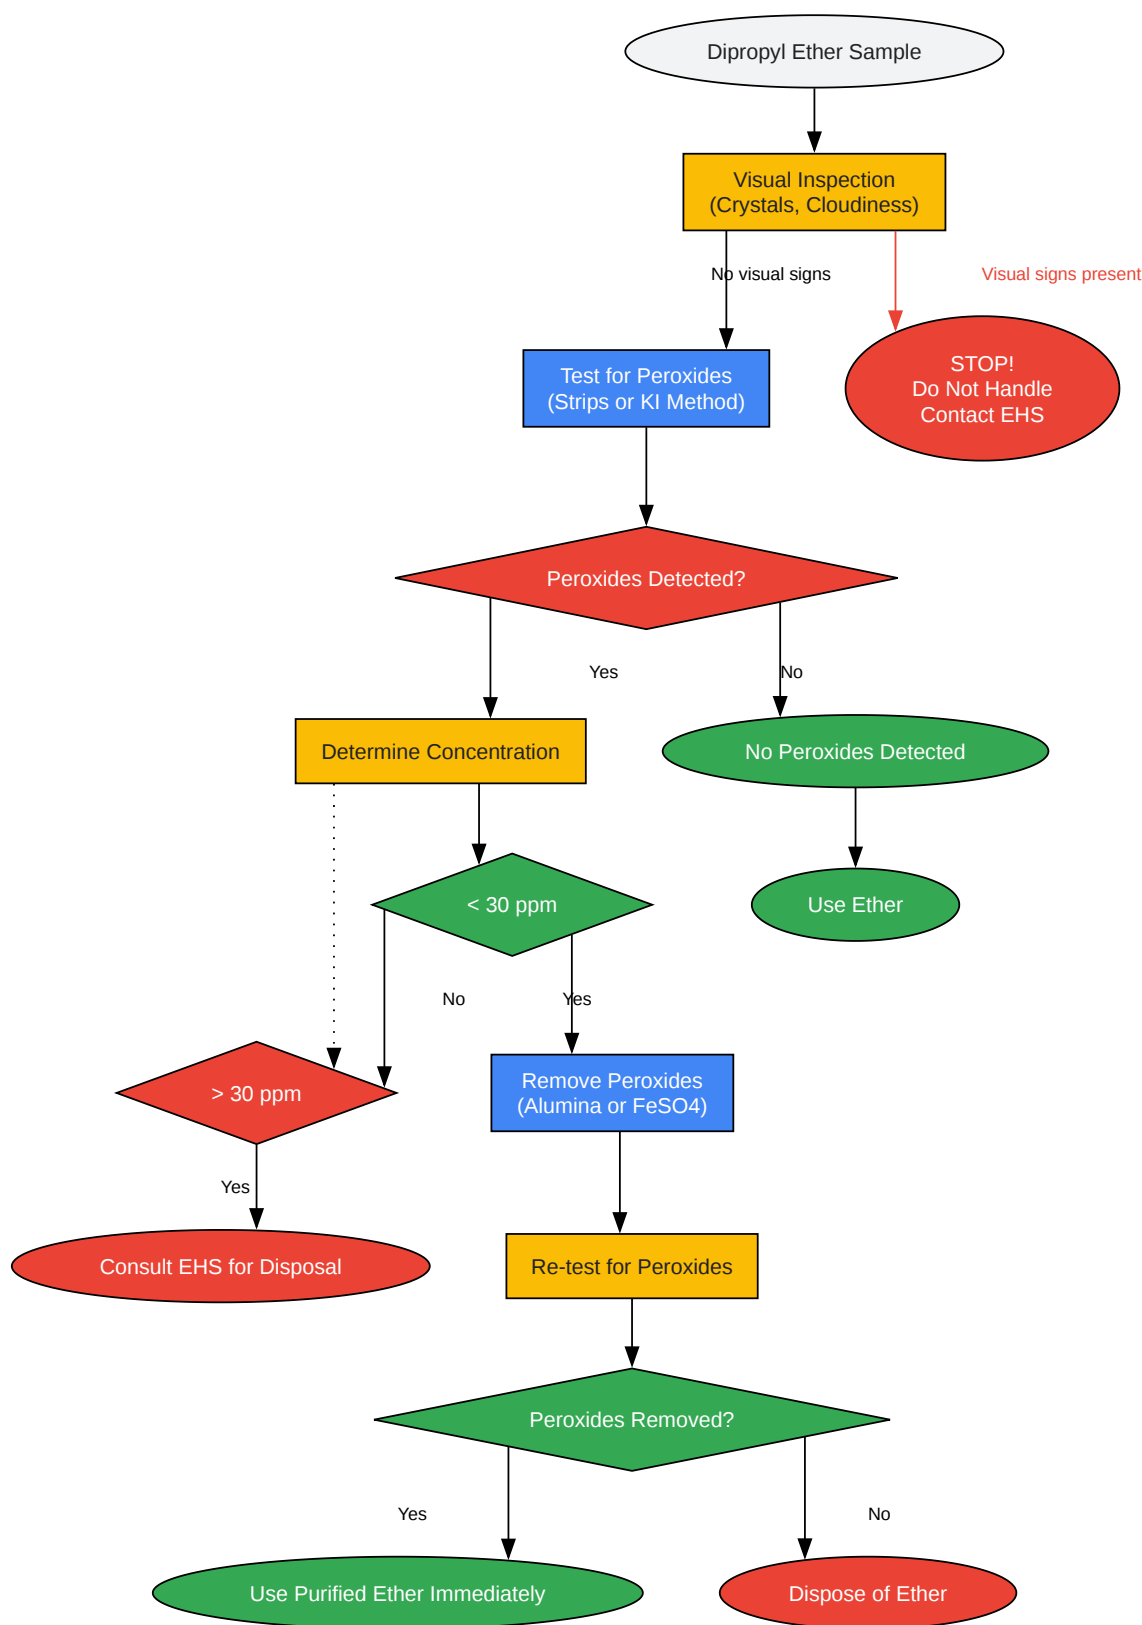 Dipropyl Ether Sample
Visual Inspection
(Crystals, Cloudiness)
No visual signs
Visual signs present
Test for Peroxides
(Strips or KI Method)
STOP!
Do Not Handle
Contact EHS
Peroxides Detected?
Yes
No
Determine Concentration
No Peroxides Detected
< 30 ppm
Use Ether
No
Yes
> 30 ppm
Remove Peroxides
(Alumina or FeSO4)
Yes
Consult EHS for Disposal
Re-test for Peroxides
Peroxides Removed?
Yes
No
Use Purified Ether Immediately
Dispose of Ether